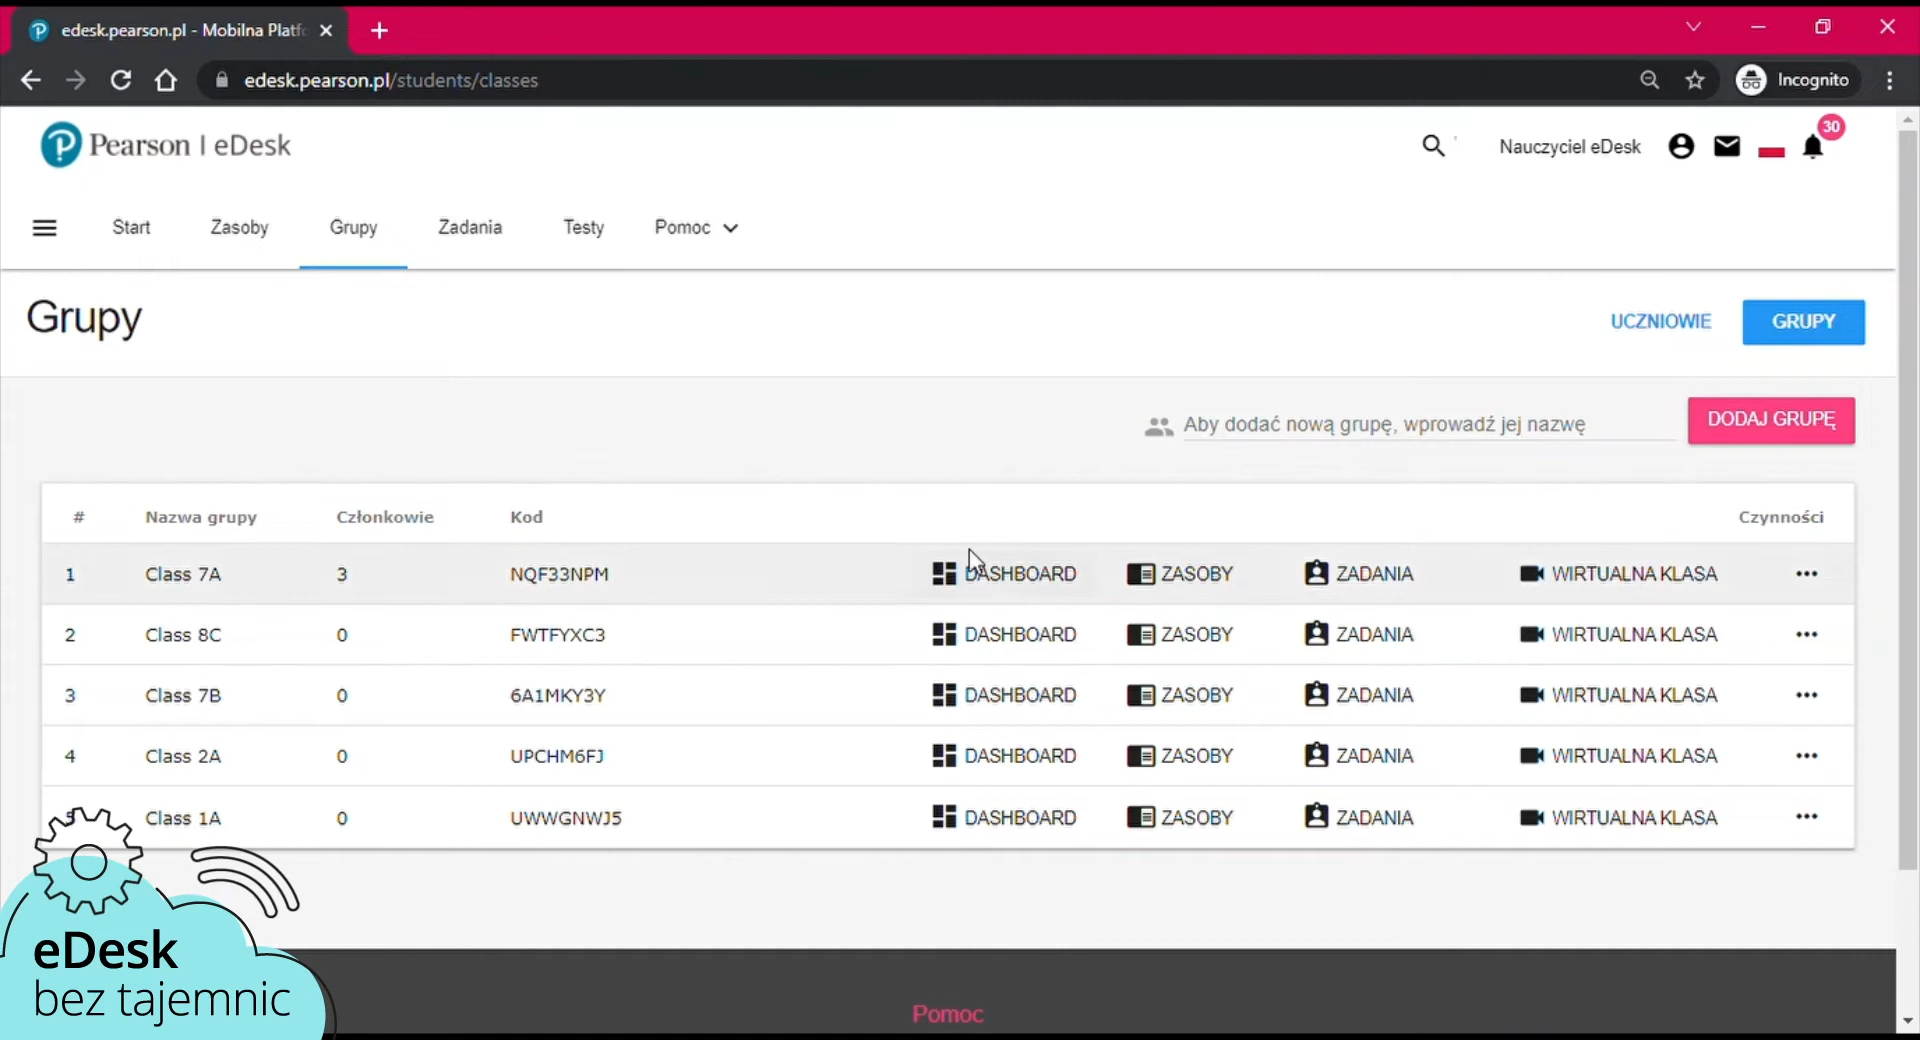 edesk.pearson.pl - Mobilna Platf
edesk.pearson.pl/students/classes
Incognito
Pearson | eDesk
Nauczyciel eDesk
30
Start Zasoby Grupy Zadania Testy Pomoc
Grupy
UCZNIOWIE GRUPY
Aby dodać nową grupę, wprowadź jej nazwę DODAJ GRUPĘ
# Nazwa grupy Członkowie Kod Czynności
1 Class 7A 3 NQF33NPM DASHBOARD ZASOBY ZADANIA WIRTUALNA KLASA
2 Class 8C 0 FWTFYXC3 DASHBOARD ZASOBY ZADANIA WIRTUALNA KLASA
3 Class 7B 0 6A1MKY3Y DASHBOARD ZASOBY ZADANIA WIRTUALNA KLASA
4 Class 2A 0 UPCHM6FJ DASHBOARD ZASOBY ZADANIA WIRTUALNA KLASA
Class 1A 0 UWWGNWJ5 DASHBOARD ZASOBY ZADANIA WIRTUALNA KLASA
eDesk
bez tajemnic
Pomoc